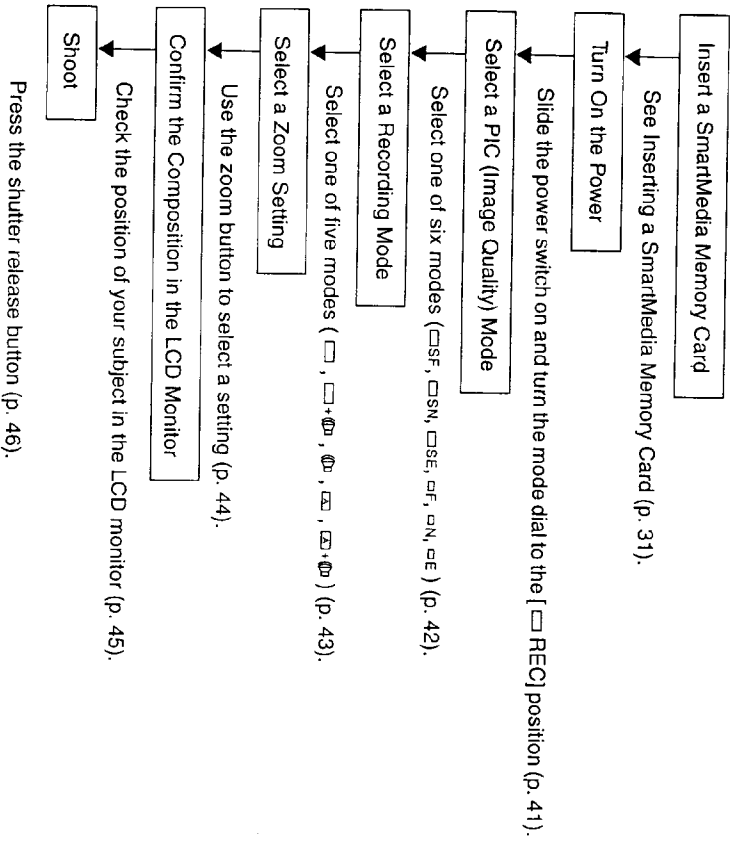 Insert a SmartMedia Memory Card
See Inserting a SmartMedia Memory Card (p. 31).
Turn On the Power
Slide the power switch on and turn the mode dial to the [ ▭ REC] position (p. 41).
Select a PIC (Image Quality) Mode
Select one of six modes (▭SF, ▭SN, ▭SE, ▭F, ▭N, ▭E ) (p. 42).
Select a Recording Mode
Select one of five modes ( ▭ , ▭+ , , A , A+ ) (p. 43).
Select a Zoom Setting
Use the zoom button to select a setting (p. 44).
Confirm the Composition in the LCD Monitor
Check the position of your subject in the LCD monitor (p. 45).
Shoot
Press the shutter release button (p. 46).